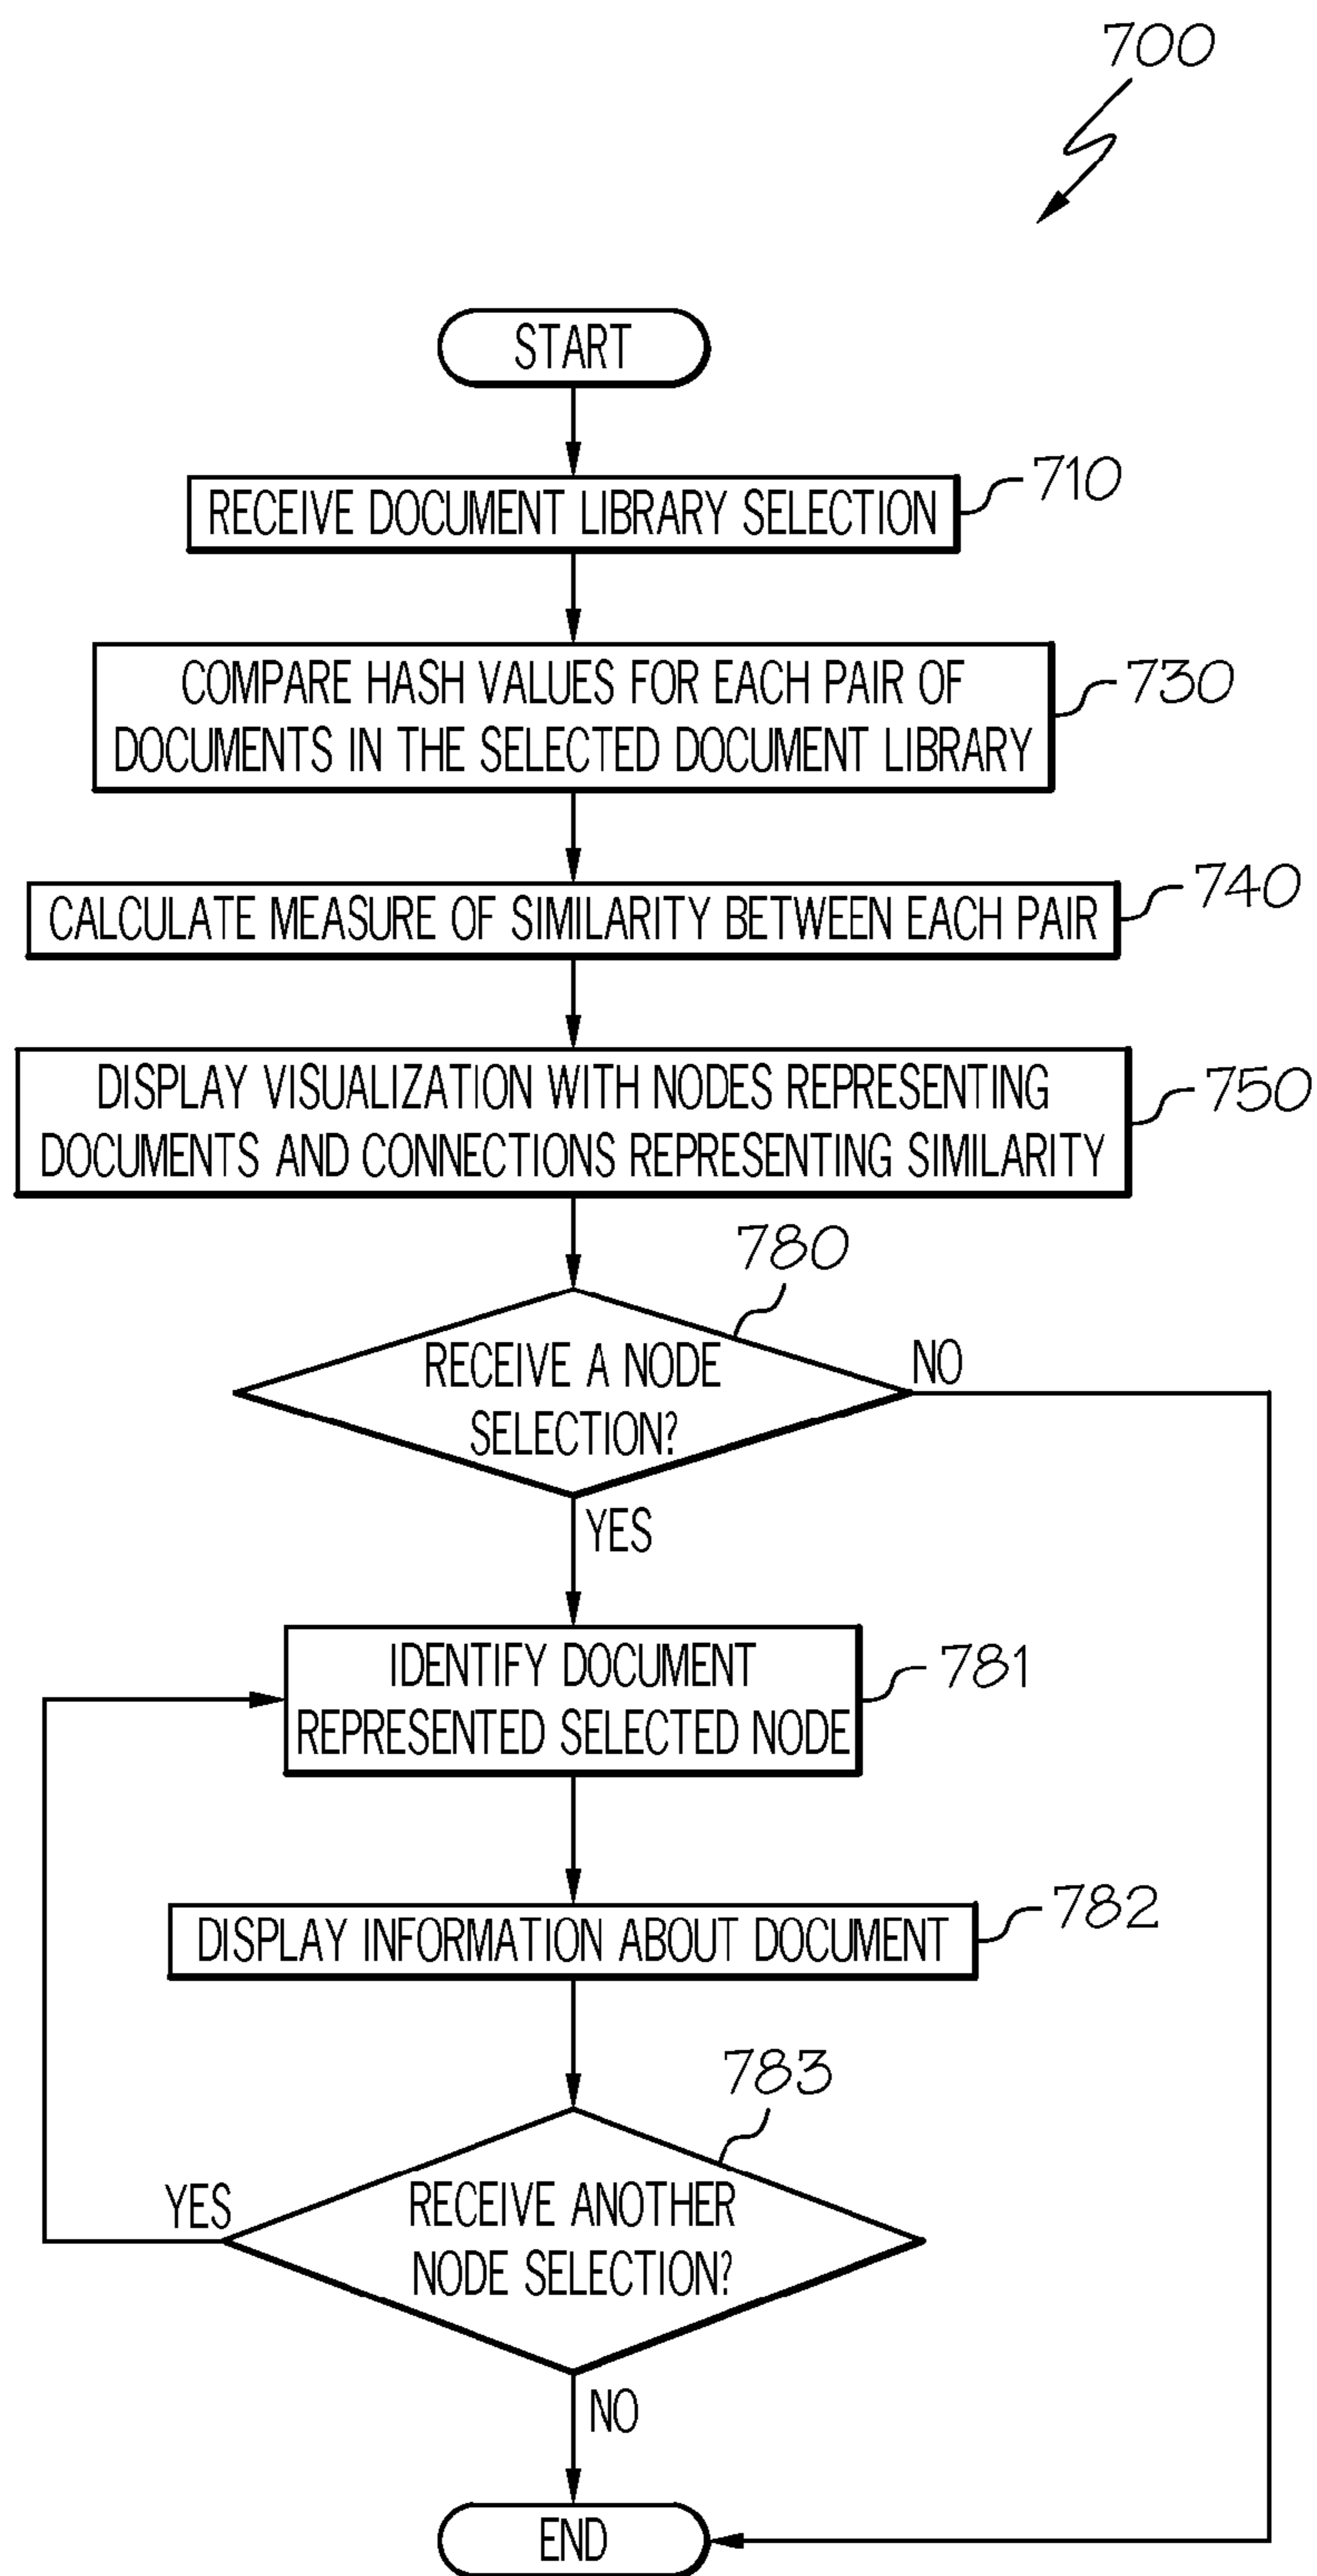 700
START
RECEIVE DOCUMENT LIBRARY SELECTION
710
COMPARE HASH VALUES FOR EACH PAIR OF
DOCUMENTS IN THE SELECTED DOCUMENT LIBRARY
730
CALCULATE MEASURE OF SIMILARITY BETWEEN EACH PAIR
740
DISPLAY VISUALIZATION WITH NODES REPRESENTING
DOCUMENTS AND CONNECTIONS REPRESENTING SIMILARITY
750
780
RECEIVE A NODE
SELECTION?
NO
YES
IDENTIFY DOCUMENT
REPRESENTED SELECTED NODE
781
DISPLAY INFORMATION ABOUT DOCUMENT
782
783
RECEIVE ANOTHER
NODE SELECTION?
YES
NO
END